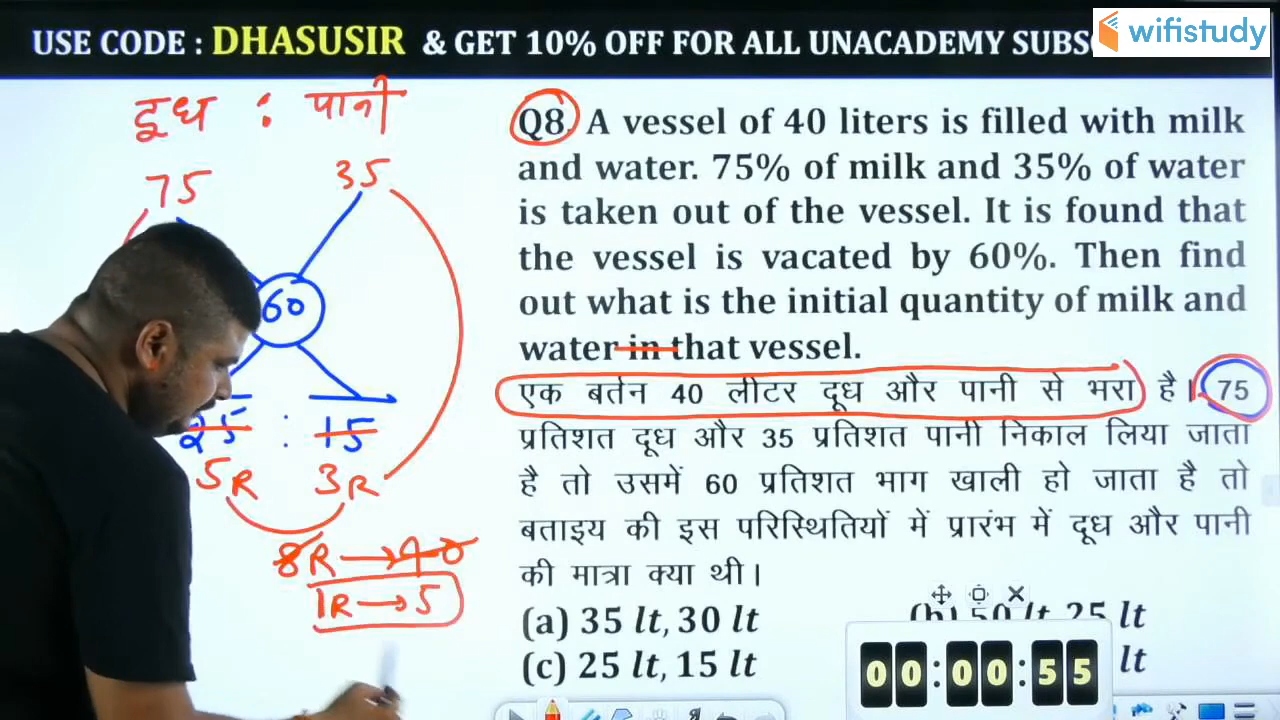 USE CODE : DHASUSIR & GET 10% OFF FOR ALL UNACADEMY SUBS
wifistudy
दूध : पानी
75 35
60
25 : 15
5R 3R
8R → 40
1R → 5
Q8. A vessel of 40 liters is filled with milk
and water. 75% of milk and 35% of water
is taken out of the vessel. It is found that
the vessel is vacated by 60%. Then find
out what is the initial quantity of milk and
water in that vessel.
एक बर्तन 40 लीटर दूध और पानी से भरा है। 75
प्रतिशत दूध और 35 प्रतिशत पानी निकाल लिया जाता
है तो उसमें 60 प्रतिशत भाग खाली हो जाता है तो
बताइय की इस परिस्थितियों में प्रारंभ में दूध और पानी
की मात्रा क्या थी।
(a) 35 lt, 30 lt (b) 50 lt, 25 lt
(c) 25 lt, 15 lt lt
00:00:55